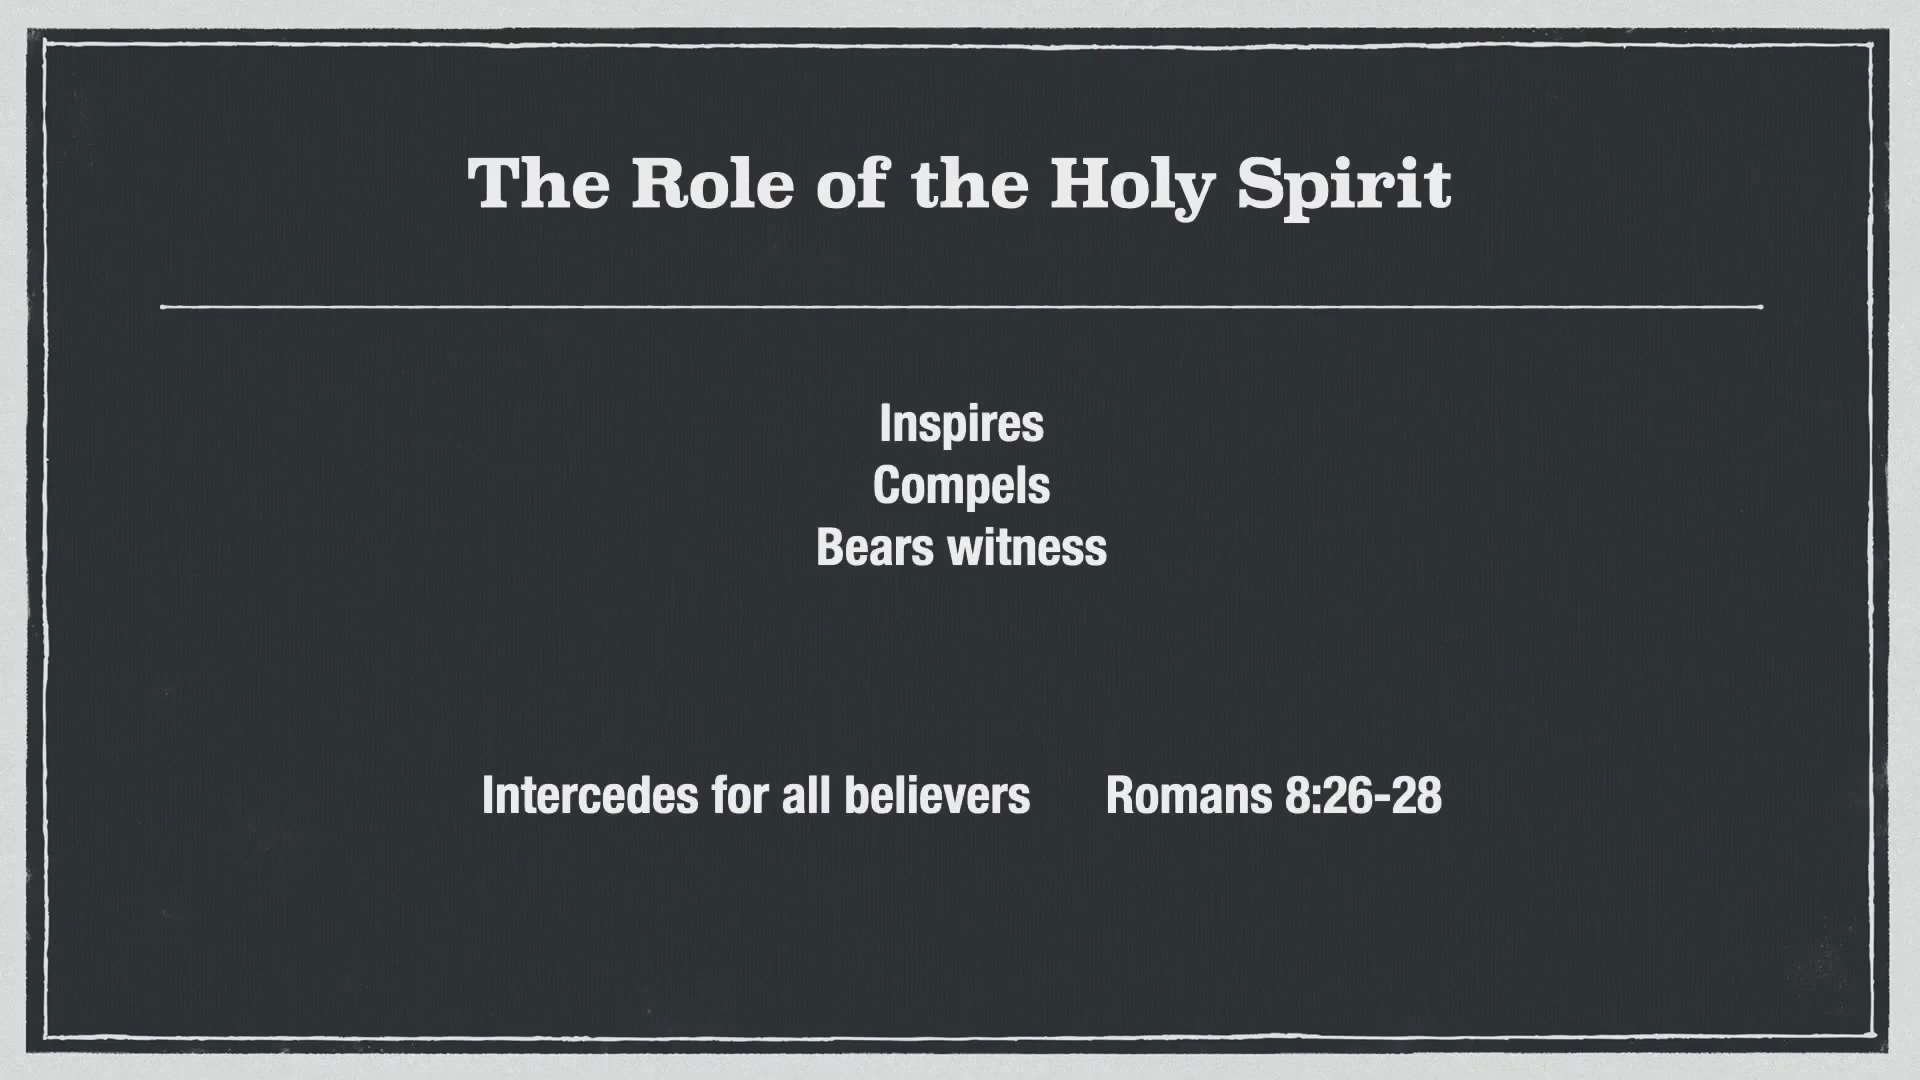 The Role of the Holy Spirit
Inspires
Compels
Bears witness
Intercedes for all believers Romans 8:26-28